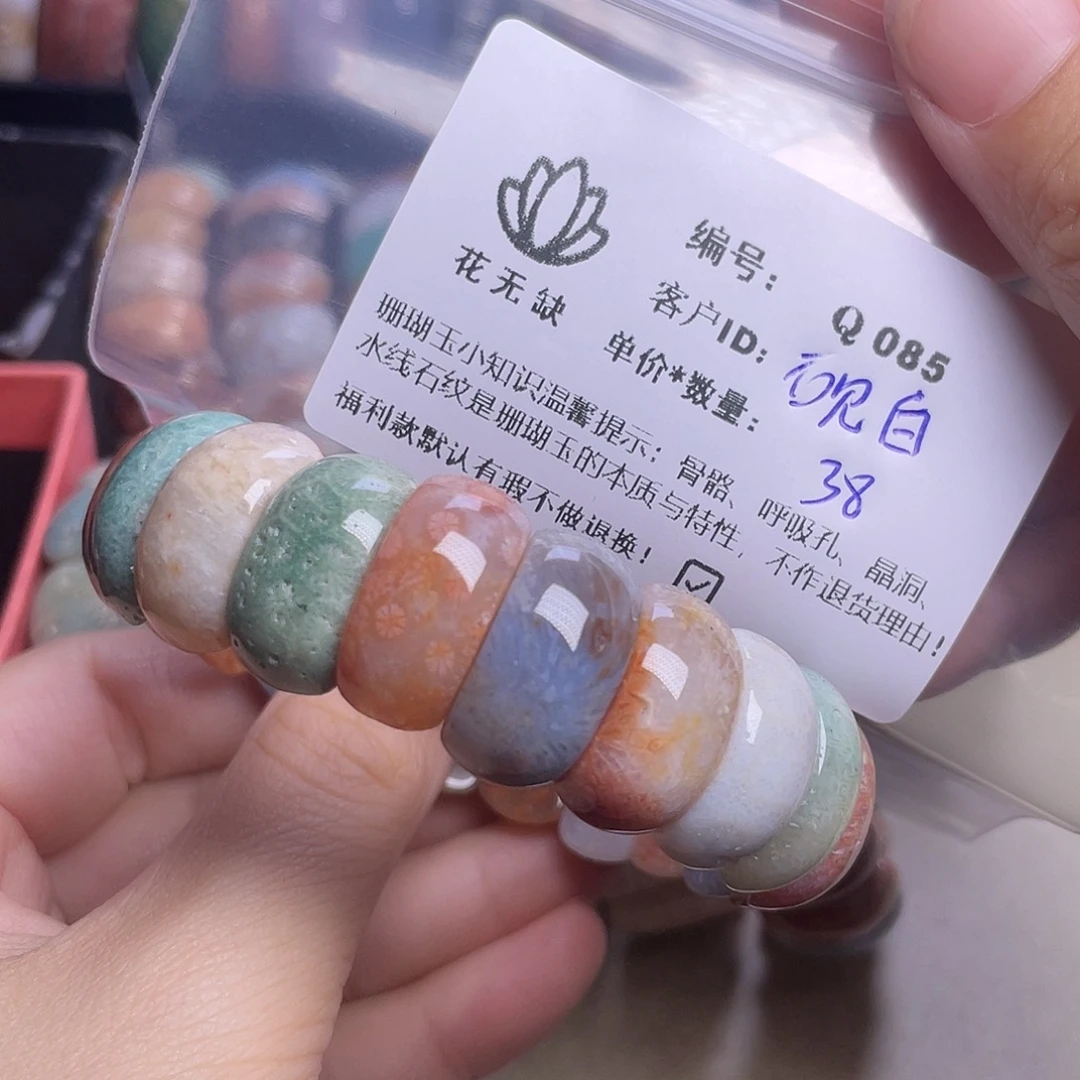 花无缺
编号: Q 085
客户ID: 砚白
单价*数量: 38
珊瑚玉小知识温馨提示: 骨骼、呼吸孔、晶洞、
水线石纹是珊瑚玉的本质与特性, 不作退货理由!
福利款默认有瑕不做退换! ☑